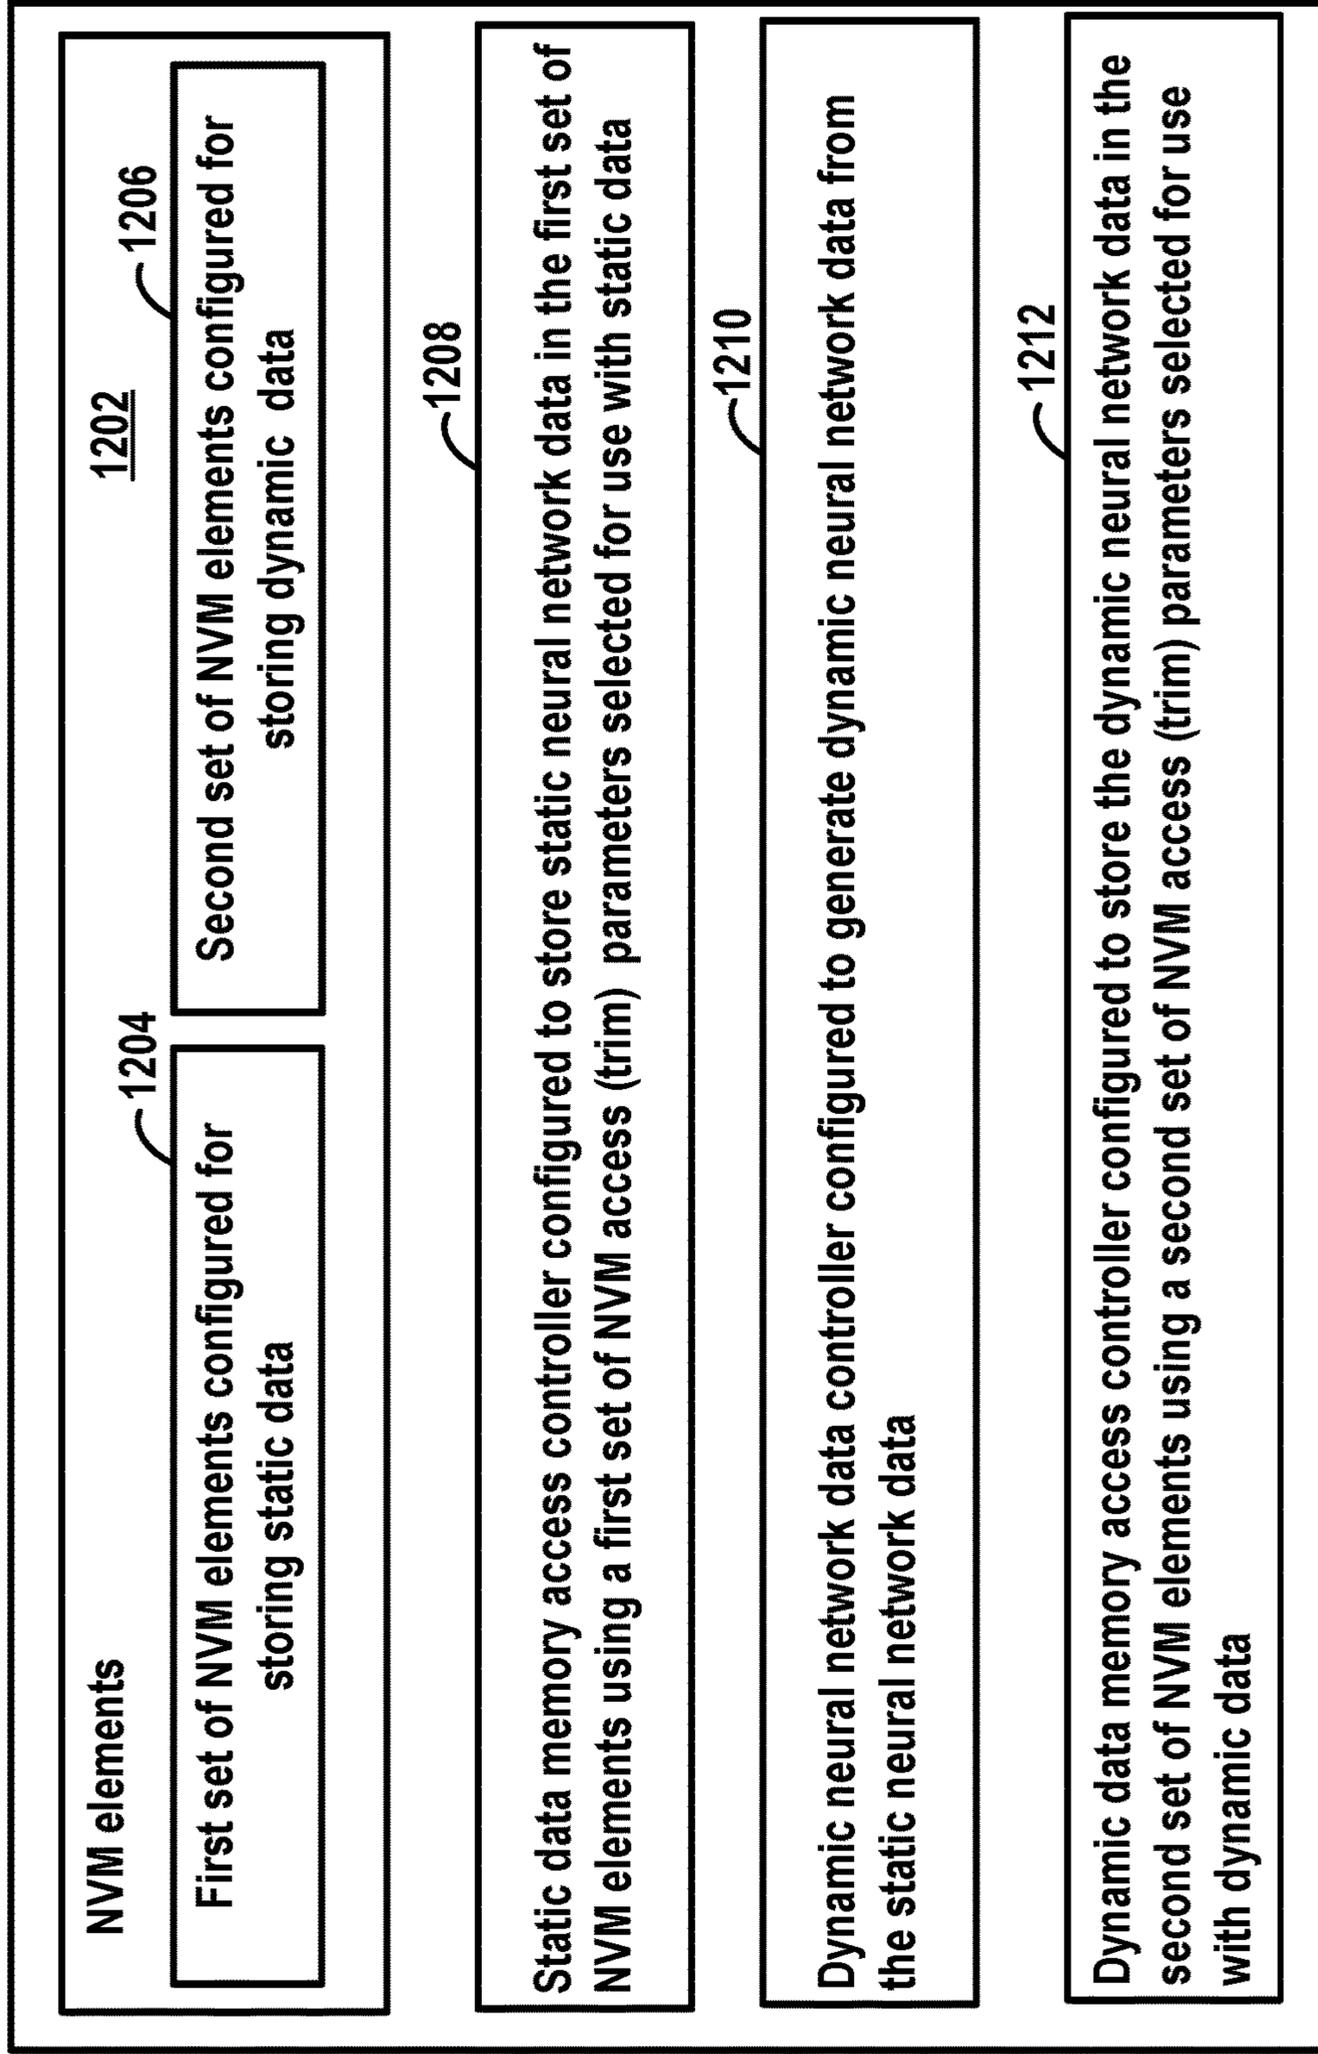 NVM elements
1202
1204
First set of NVM elements configured for
storing static data
1206
Second set of NVM elements configured for
storing dynamic data
1208
Static data memory access controller configured to store static neural network data in the first set of
NVM elements using a first set of NVM access (trim) parameters selected for use with static data
1210
Dynamic neural network data controller configured to generate dynamic neural network data from
the static neural network data
1212
Dynamic data memory access controller configured to store the dynamic neural network data in the
second set of NVM elements using a second set of NVM access (trim) parameters selected for use
with dynamic data